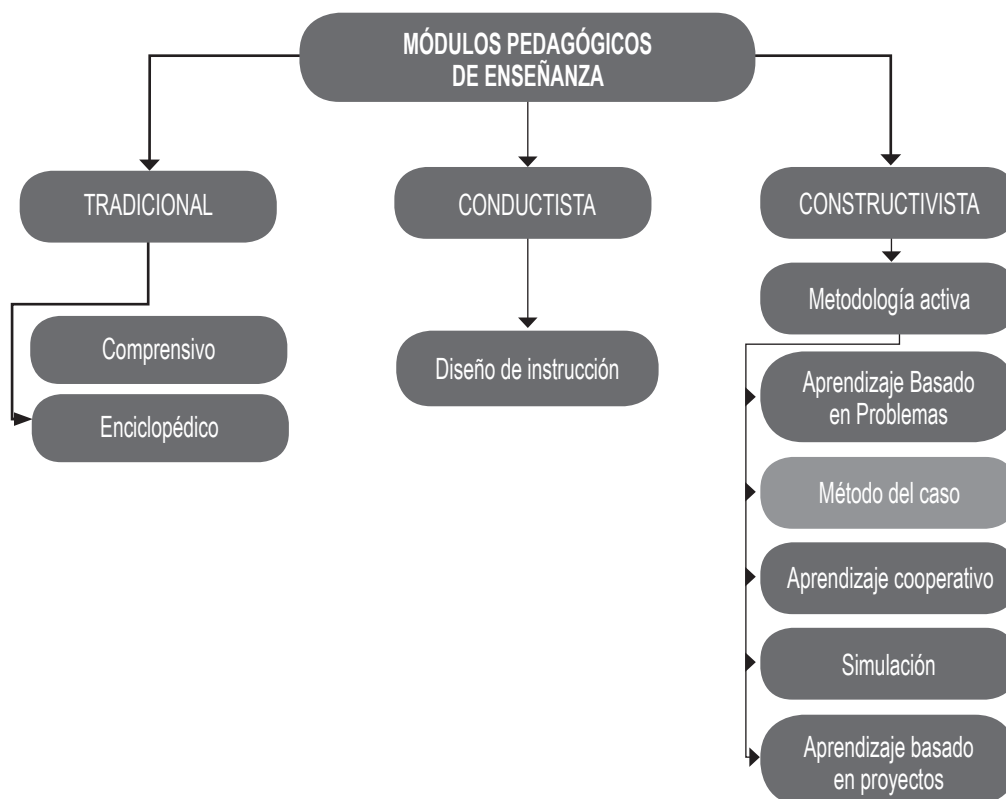 MÓDULOS PEDAGÓGICOS
DE ENSEÑANZA
TRADICIONAL
CONDUCTISTA
CONSTRUCTIVISTA
Comprensivo
Enciclopédico
Diseño de instrucción
Metodología activa
Aprendizaje Basado
en Problemas
Método del caso
Aprendizaje cooperativo
Simulación
Aprendizaje basado
en proyectos